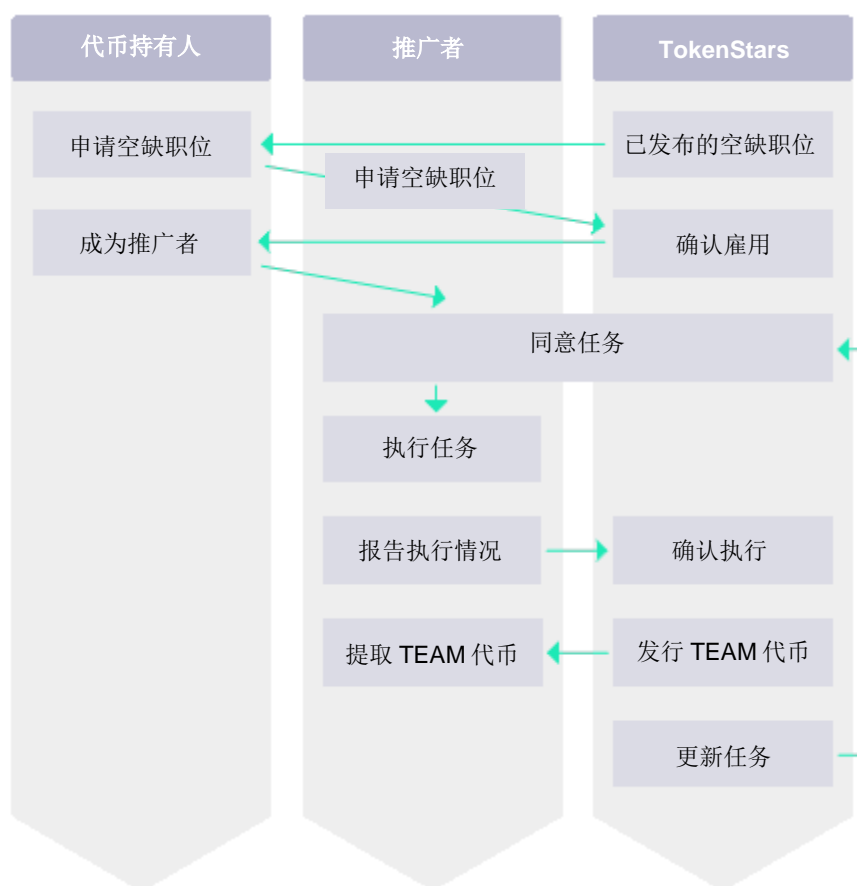 代币持有人
推广者
TokenStars
申请空缺职位
已发布的空缺职位
申请空缺职位
成为推广者
确认雇用
同意任务
执行任务
报告执行情况
确认执行
提取 TEAM 代币
发行 TEAM 代币
更新任务